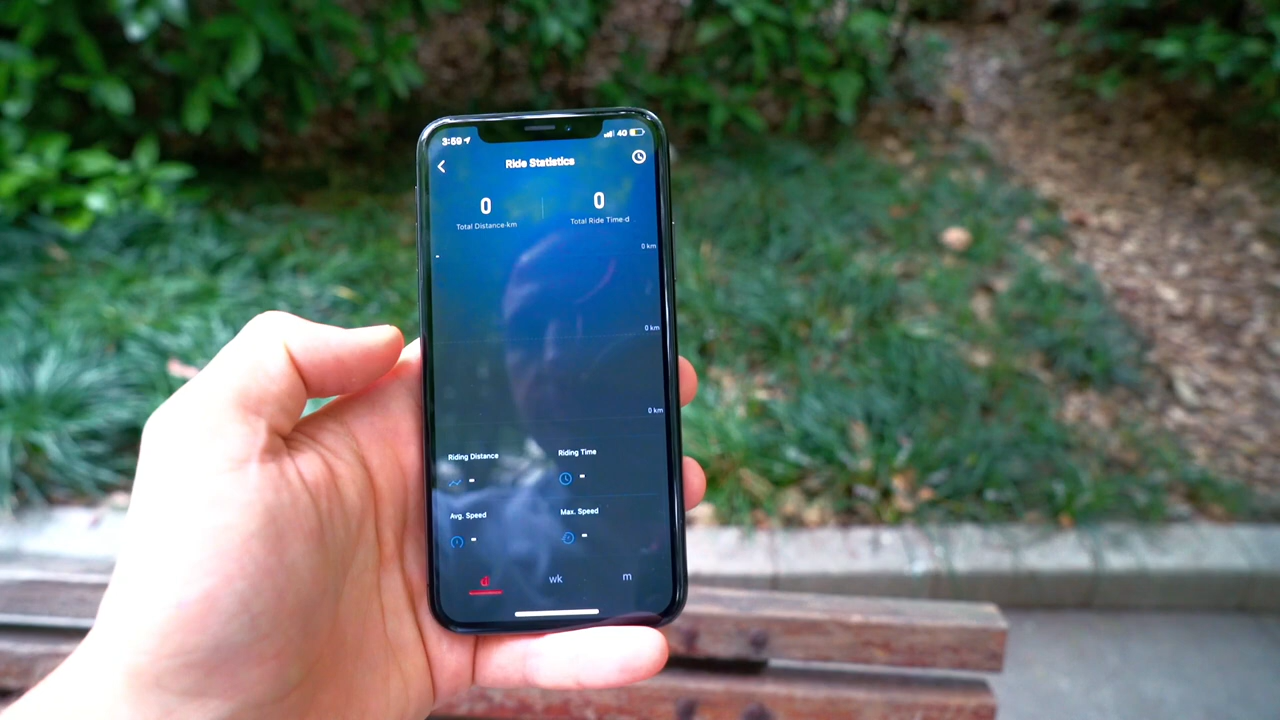 3:59 4G
Ride Statistics
0 0
Total Distance·km Total Ride Time·d
0 km
0 km
0 km
Riding Distance Riding Time
- -
Avg. Speed Max. Speed
- -
d wk m